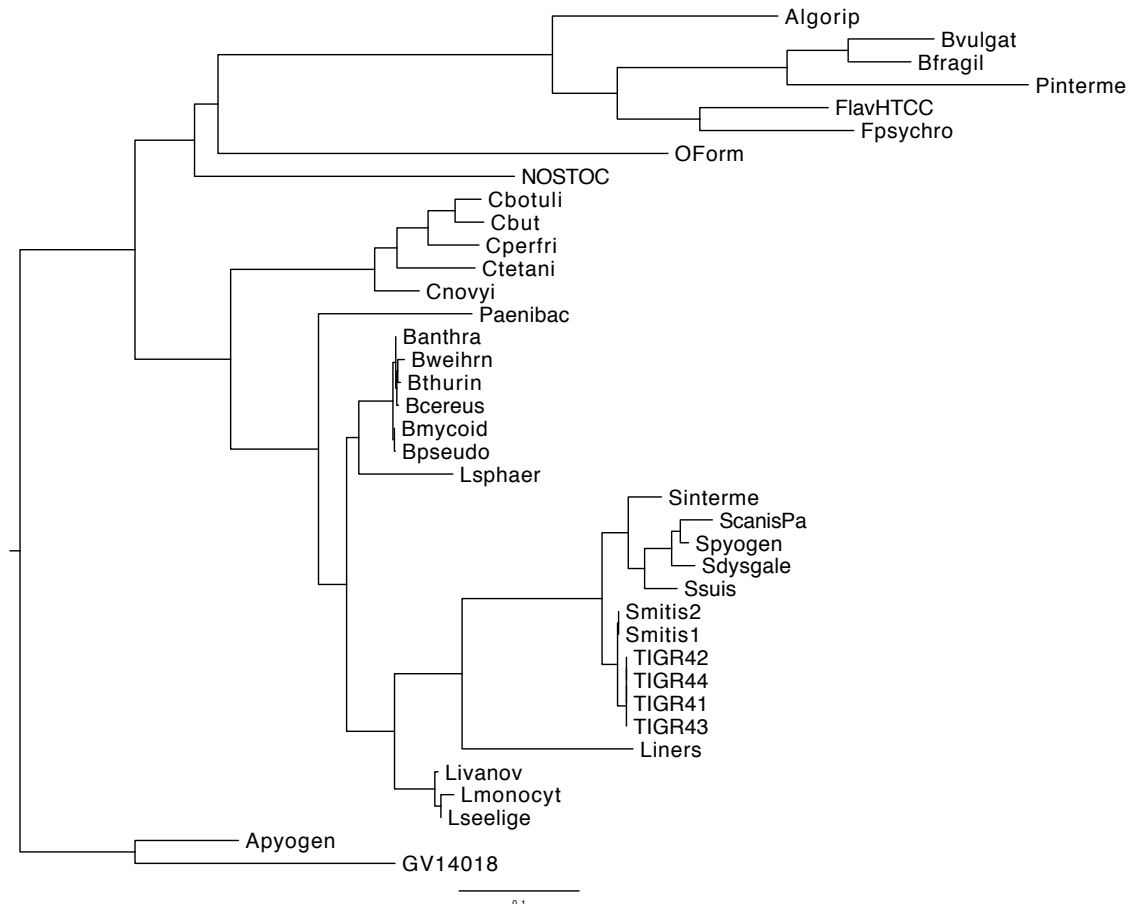 Algorip
Bvulgat
Bfragil
Pinterme
FlavHTCC
Fpsychro
OForm
NOSTOC
Cbotuli
Cbut
Cperfri
Ctetani
Cnovyi
Paenibac
Banthra
Bweihrn
Bthurin
Bcereus
Bmycoid
Bpseudo
Lsphaer
Sinterme
ScanisPa
Spyogen
Sdysgale
Ssuis
Smitis2
Smitis1
TIGR42
TIGR44
TIGR41
TIGR43
Liners
Livanov
Lmonocyt
Lseelige
Apyogen
GV14018
0.1